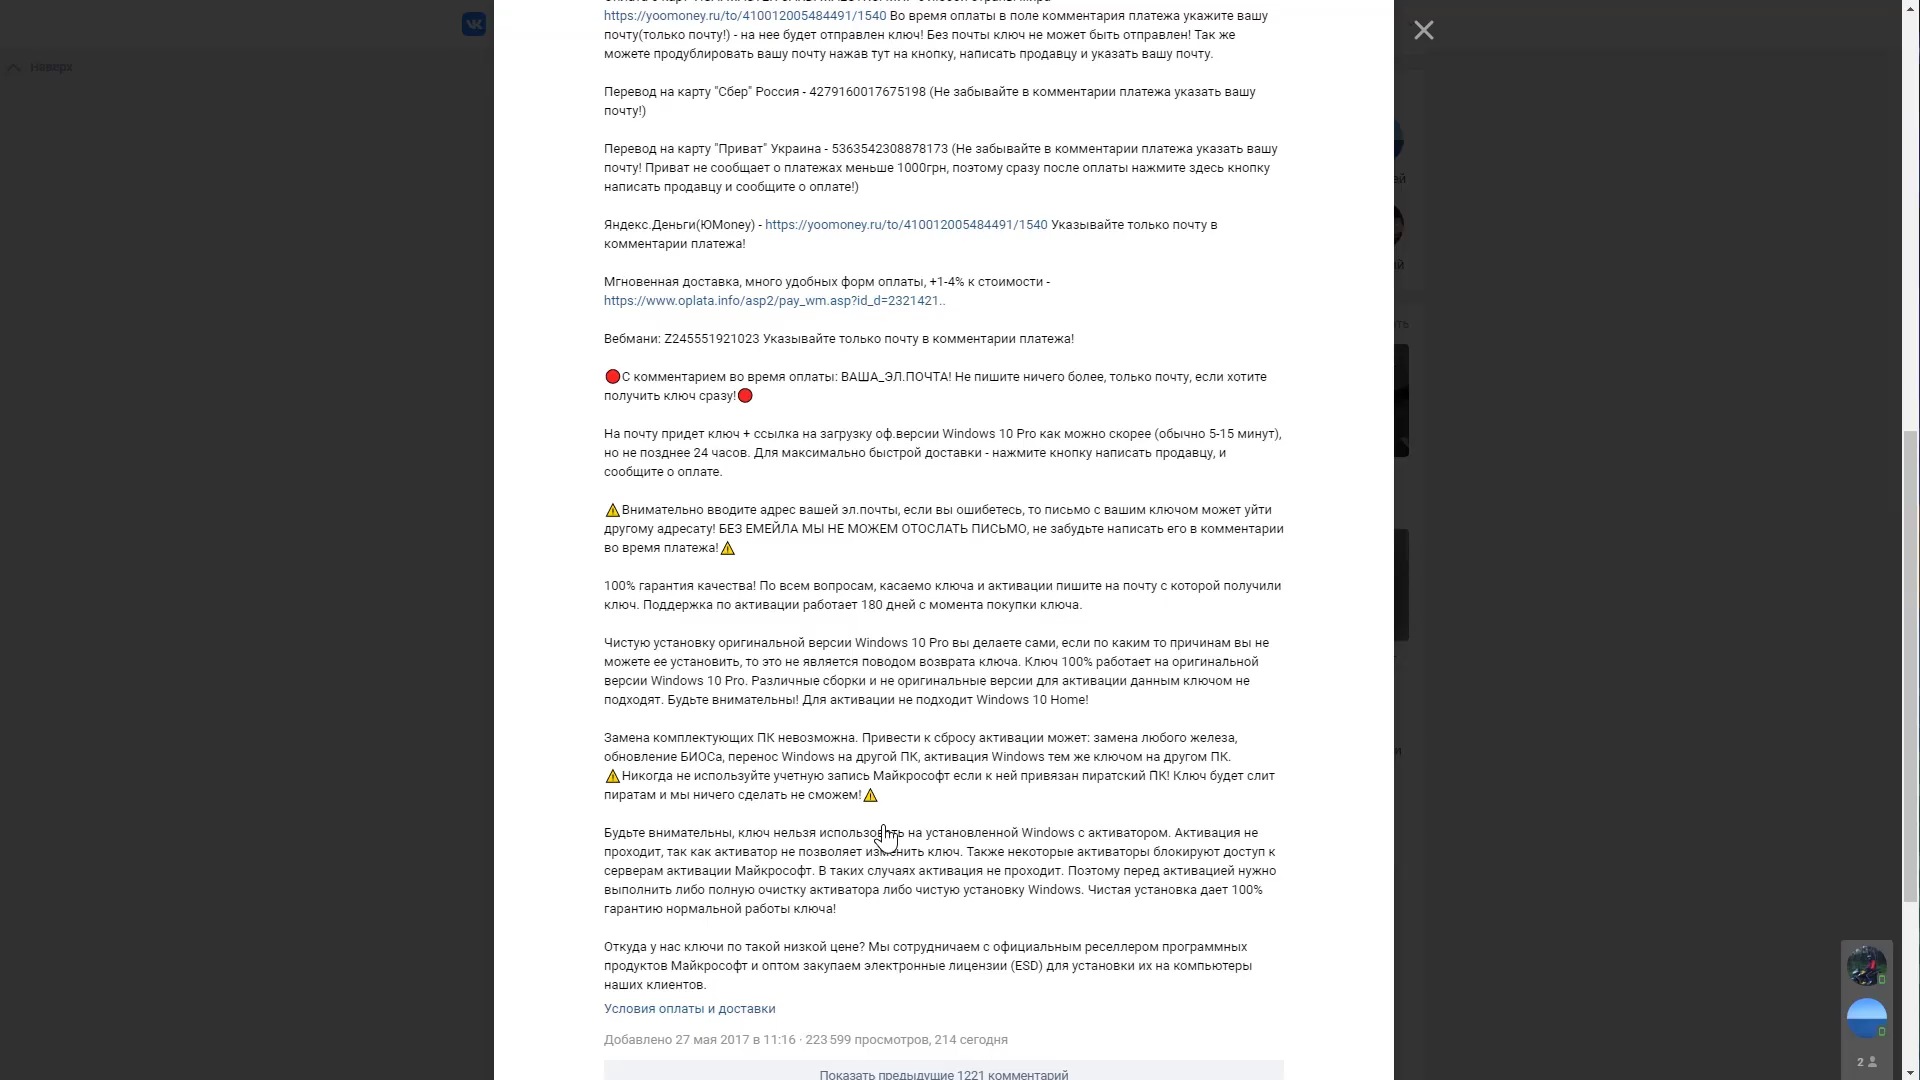 Наверх
https://yoomoney.ru/to/410012005484491/1540 Во время оплаты в поле комментария платежа укажите вашу
почту(только почту!) - на нее будет отправлен ключ! Без почты ключ не может быть отправлен! Так же
можете продублировать вашу почту нажав тут на кнопку, написать продавцу и указать вашу почту.
Перевод на карту "Сбер" Россия - 4279160017675198 (Не забывайте в комментарии платежа указать вашу
почту!)
Перевод на карту "Приват" Украина - 5363542308878173 (Не забывайте в комментарии платежа указать вашу
почту! Приват не сообщает о платежах меньше 1000грн, поэтому сразу после оплаты нажмите здесь кнопку
написать продавцу и сообщите о оплате!)
Яндекс.Деньги(ЮMoney) - https://yoomoney.ru/to/410012005484491/1540 Указывайте только почту в
комментарии платежа!
Мгновенная доставка, много удобных форм оплаты, +1-4% к стоимости -
https://www.oplata.info/asp2/pay_wm.asp?id_d=2321421..
Вебмани: Z245551921023 Указывайте только почту в комментарии платежа!
С комментарием во время оплаты: ВАША_ЭЛ.ПОЧТА! Не пишите ничего более, только почту, если хотите
получить ключ сразу!
На почту придет ключ + ссылка на загрузку оф.версии Windows 10 Pro как можно скорее (обычно 5-15 минут),
но не позднее 24 часов. Для максимально быстрой доставки - нажмите кнопку написать продавцу, и
сообщите о оплате.
Внимательно вводите адрес вашей эл.почты, если вы ошибетесь, то письмо с вашим ключом может уйти
другому адресату! БЕЗ ЕМЕЙЛА МЫ НЕ МОЖЕМ ОТОСЛАТЬ ПИСЬМО, не забудьте написать его в комментарии
во время платежа!
100% гарантия качества! По всем вопросам, касаемо ключа и активации пишите на почту с которой получили
ключ. Поддержка по активации работает 180 дней с момента покупки ключа.
Чистую установку оригинальной версии Windows 10 Pro вы делаете сами, если по каким то причинам вы не
можете ее установить, то это не является поводом возврата ключа. Ключ 100% работает на оригинальной
версии Windows 10 Pro. Различные сборки и не оригинальные версии для активации данным ключом не
подходят. Будьте внимательны! Для активации не подходит Windows 10 Home!
Замена комплектующих ПК невозможна. Привести к сбросу активации может: замена любого железа,
обновление БИОСа, перенос Windows на другой ПК, активация Windows тем же ключом на другом ПК.
Никогда не используйте учетную запись Майкрософт если к ней привязан пиратский ПК! Ключ будет слит
пиратам и мы ничего сделать не сможем!
Будьте внимательны, ключ нельзя использовать на установленной Windows с активатором. Активация не
проходит, так как активатор не позволяет изменить ключ. Также некоторые активаторы блокируют доступ к
серверам активации Майкрософт. В таких случаях активация не проходит. Поэтому перед активацией нужно
выполнить либо полную очистку активатора либо чистую установку Windows. Чистая установка дает 100%
гарантию нормальной работы ключа!
Откуда у нас ключи по такой низкой цене? Мы сотрудничаем с официальным реселлером программных
продуктов Майкрософт и оптом закупаем электронные лицензии (ESD) для установки их на компьютеры
наших клиентов.
Условия оплаты и доставки
Добавлено 27 мая 2017 в 11:16 · 223 599 просмотров, 214 сегодня
Показать предыдущие 1221 комментарий
2